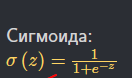 Сигмоида:
σ (z) = 1/(1+e^{-z})